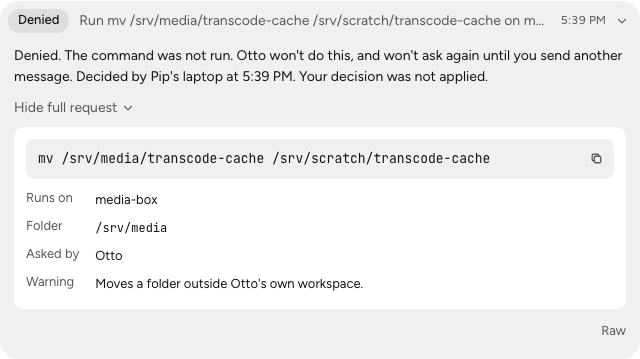 Denied Run mv /srv/media/transcode-cache /srv/scratch/transcode-cache on m... 5:39 PM
Denied. The command was not run. Otto won't do this, and won't ask again until you send another
message. Decided by Pip's laptop at 5:39 PM. Your decision was not applied.
Hide full request
mv /srv/media/transcode-cache /srv/scratch/transcode-cache
Runs on media-box
Folder /srv/media
Asked by Otto
Warning Moves a folder outside Otto's own workspace.
Raw